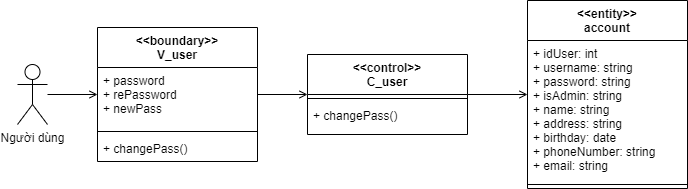 Người dùng
<<boundary>>
V_user
+ password
+ rePassword
+ newPass
+ changePass()
<<control>>
C_user
+ changePass()
<<entity>>
account
+ idUser: int
+ username: string
+ password: string
+ isAdmin: string
+ name: string
+ address: string
+ birthday: date
+ phoneNumber: string
+ email: string